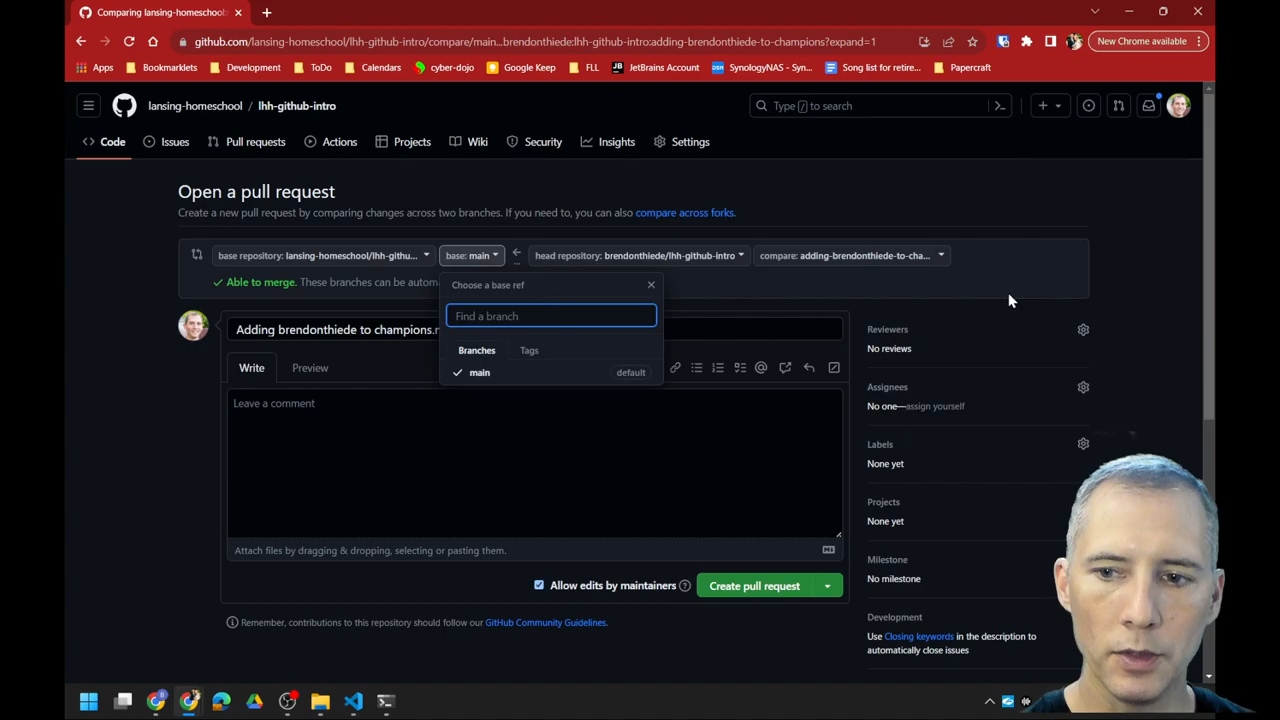 Comparing lansing-homeschool:
github.com/lansing-homeschool/lhh-github-intro/compare/main...brendonthiede:lhh-github-intro:adding-brendonthiede-to-champions?expand=1
New Chrome available
Apps Bookmarklets Development ToDo Calendars cyber-dojo Google Keep FLL JetBrains Account SynologyNAS - Syn... Song list for retire... Papercraft
lansing-homeschool / lhh-github-intro
Type / to search
Code Issues Pull requests Actions Projects Wiki Security Insights Settings
Open a pull request
Create a new pull request by comparing changes across two branches. If you need to, you can also compare across forks.
base repository: lansing-homeschool/lhh-githu... base: main head repository: brendonthiede/lhh-github-intro compare: adding-brendonthiede-to-cha...
Able to merge. These branches can be autom
Choose a base ref
Find a branch
Branches Tags
main default
Adding brendonthiede to champions.
Write Preview
Leave a comment
Attach files by dragging & dropping, selecting or pasting them.
Allow edits by maintainers
Create pull request
Remember, contributions to this repository should follow our GitHub Community Guidelines.
Reviewers
No reviews
Assignees
No one—assign yourself
Labels
None yet
Projects
None yet
Milestone
No milestone
Development
Use Closing keywords in the description to
automatically close issues